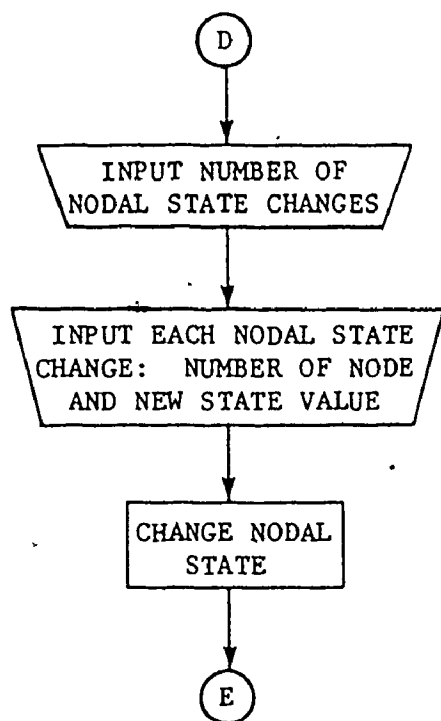 D
INPUT NUMBER OF
NODAL STATE CHANGES
INPUT EACH NODAL STATE
CHANGE: NUMBER OF NODE
AND NEW STATE VALUE
CHANGE NODAL
STATE
E